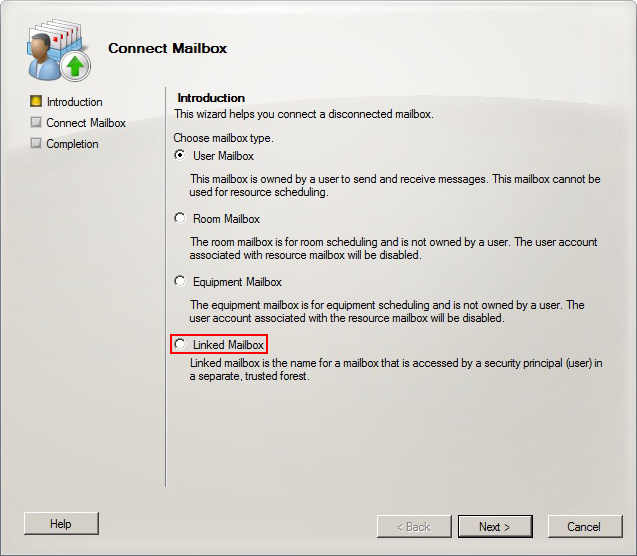 Connect Mailbox
Introduction
Connect Mailbox
Completion
Introduction
This wizard helps you connect a disconnected mailbox.
Choose mailbox type.
User Mailbox
This mailbox is owned by a user to send and receive messages. This mailbox cannot be
used for resource scheduling.
Room Mailbox
The room mailbox is for room scheduling and is not owned by a user. The user account
associated with resource mailbox will be disabled.
Equipment Mailbox
The equipment mailbox is for equipment scheduling and is not owned by a user. The
user account associated with the resource mailbox will be disabled.
Linked Mailbox
Linked mailbox is the name for a mailbox that is accessed by a security principal (user) in
a separate, trusted forest.
Help
< Back
Next >
Cancel